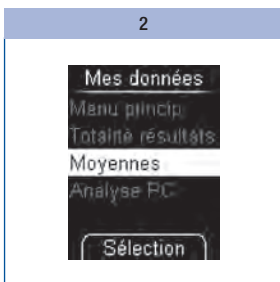 2
Mes données
Menu princip.
Totalité résultats
Moyennes
Analyse PC
Sélection